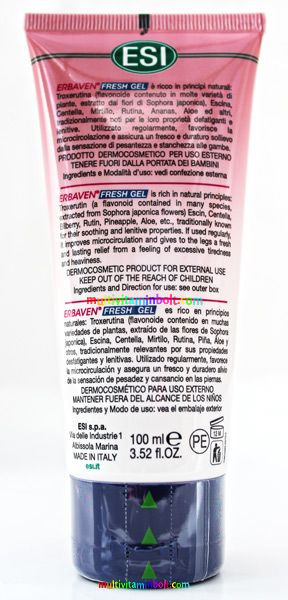 ESI
ERBAVEN® FRESH GEL è ricco in principi naturali:
Troxerutina (flavonoide contenuto in molte varietà di
piante, estratto dai fiori di Sophora japonica), Escina,
Centella, Mirtillo, Rutina, Ananas, Aloe ed altri,
tradizionalmente noti per le loro proprietà defatiganti e
lenitive. Utilizzato regolarmente, favorisce la
microcircolazione e assicura un fresco e duraturo sollievo
dalla sensazione di pesantezza e stanchezza alle gambe.
PRODOTTO DERMOCOSMETICO PER USO ESTERNO
TENERE FUORI DALLA PORTATA DEI BAMBINI
Ingredienti e Modalità d'uso: vedi confezione esterna
ERBAVEN® FRESH GEL is rich in natural principles:
Troxerutin (a flavonoid contained in many species,
extracted from Sophora japonica flowers) Escin, Centella,
Billberry, Rutin, Pineapple, Aloe, etc., traditionally known
for their soothing and lenitive properties. If used regularly,
it improves microcirculation and gives to the legs a fresh
and lasting relief from a feeling of excessive tiredness
and heaviness.
DERMOCOSMETIC PRODUCT FOR EXTERNAL USE
KEEP OUT OF THE REACH OF CHILDREN
Ingredients and Direction for use: see outer box
multivitaminbolt.com
ERBAVEN® FRESH GEL es rico en principios
naturales: Troxerutina (flavonoide contenido en muchas
variedades de plantas, extraído de las flores de Sophora
japonica), Escina, Centella, Mirtillo, Rutina, Piña, Aloe y
otros, tradicionalmente relevantes por sus propiedades
desfatigantes y lenitivas. Utilizado regularmente, favorece
la microcirculación y asegura un fresco y duradero alivio
de la sensación de pesadez y cansancio en las piernas.
DERMOCOSMÉTICO PARA USO EXTERNO
MANTENER FUERA DEL ALCANCE DE LOS NIÑOS
Ingredientes y Modo de uso: vea el embalaje exterior
ESI s.p.a.
Via delle Industrie 1
Albissola Marina
MADE IN ITALY
esi.it
100 ml e
3.52 fl.OZ.
PE
12 M
multivitaminbolt.com